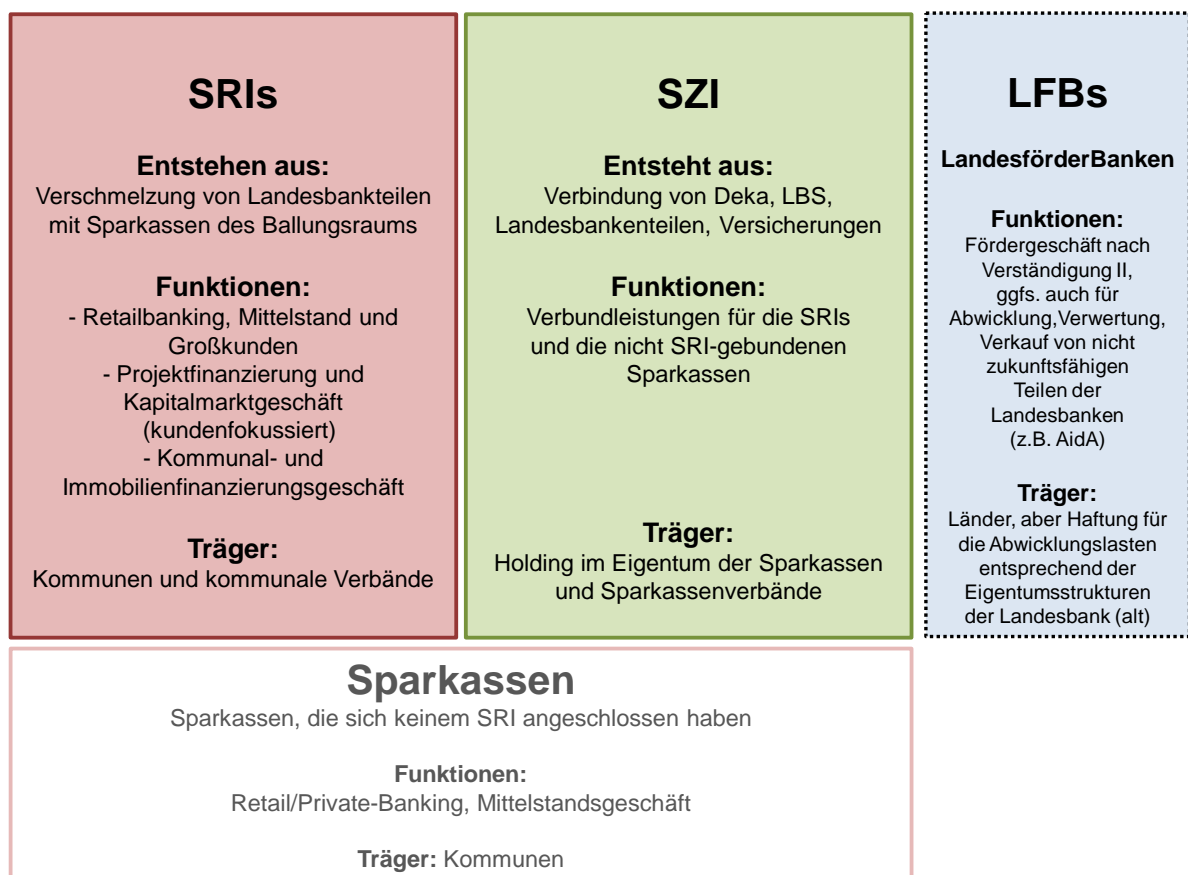 SRIs
Entstehen aus:
Verschmelzung von Landesbankteilen
mit Sparkassen des Ballungsraums
Funktionen:
- Retailbanking, Mittelstand und
Großkunden
- Projektfinanzierung und
Kapitalmarktgeschäft
(kundenfokussiert)
- Kommunal- und
Immobilienfinanzierungsgeschäft
Träger:
Kommunen und kommunale Verbände
SZI
Entsteht aus:
Verbindung von Deka, LBS,
Landesbankenteilen, Versicherungen
Funktionen:
Verbundleistungen für die SRIs
und die nicht SRI-gebundenen
Sparkassen
Träger:
Holding im Eigentum der Sparkassen
und Sparkassenverbände
LFBs
LandesförderBanken
Funktionen:
Fördergeschäft nach
Verständigung II,
ggfs. auch für
Abwicklung,Verwertung,
Verkauf von nicht
zukunftsfähigen
Teilen der
Landesbanken
(z.B. AidA)
Träger:
Länder, aber Haftung für
die Abwicklungslasten
entsprechend der
Eigentumsstrukturen
der Landesbank (alt)
Sparkassen
Sparkassen, die sich keinem SRI angeschlossen haben
Funktionen:
Retail/Private-Banking, Mittelstandsgeschäft
Träger: Kommunen